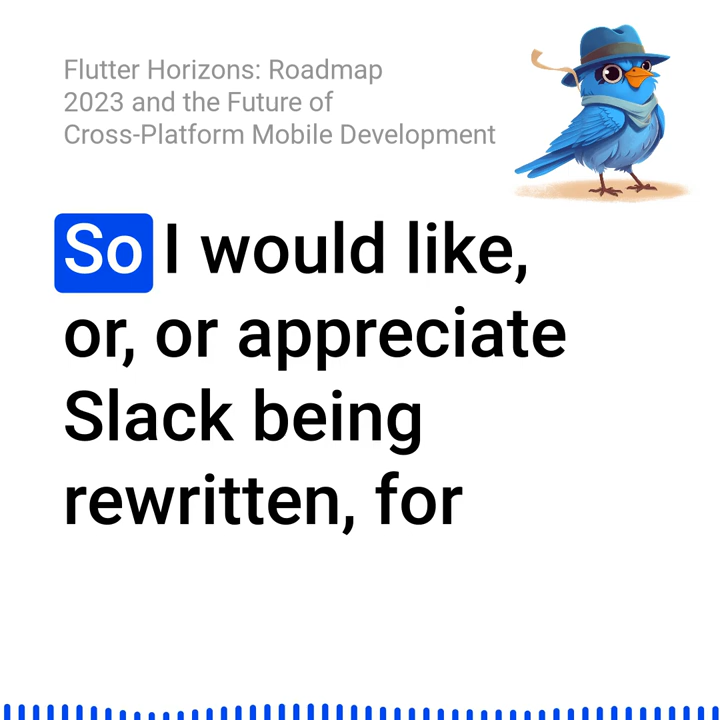 Flutter Horizons: Roadmap
2023 and the Future of
Cross-Platform Mobile Development
So I would like,
or, or appreciate
Slack being
rewritten, for